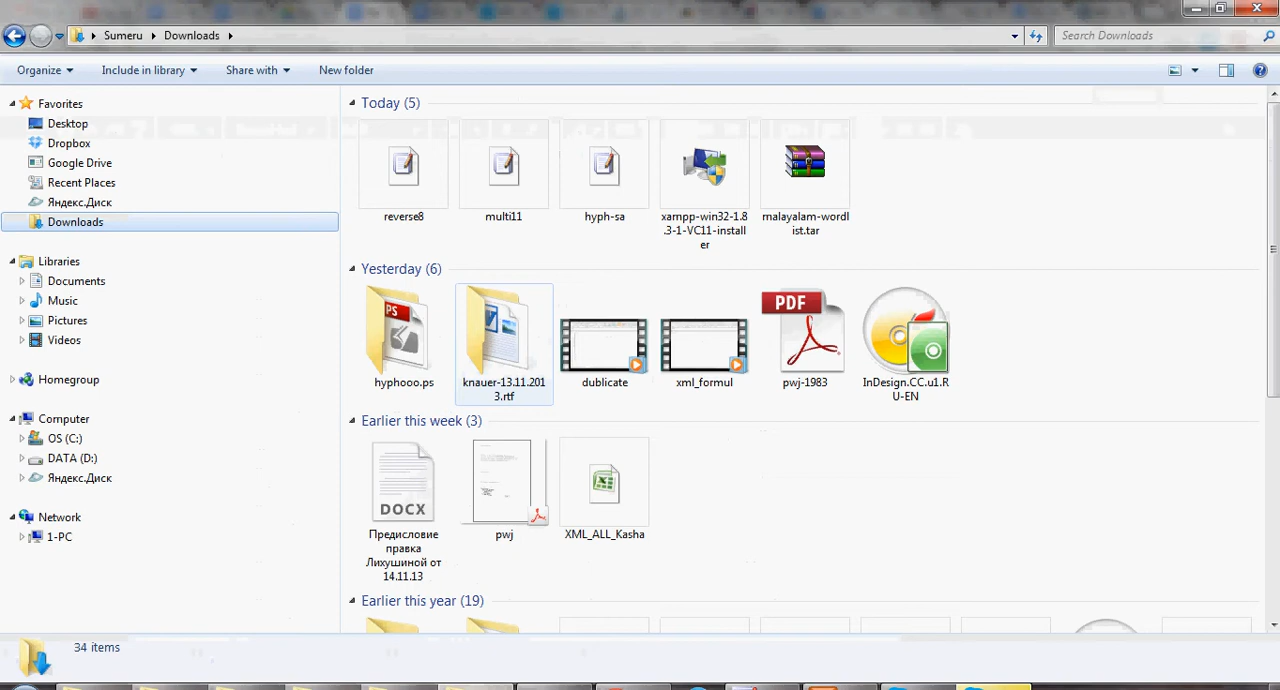 Sumeru
Downloads
Search Downloads
Organize
Include in library
Share with
New folder
Favorites
Desktop
Dropbox
Google Drive
Recent Places
Яндекс.Диск
Downloads
Libraries
Documents
Music
Pictures
Videos
Homegroup
Computer
OS (C:)
DATA (D:)
Яндекс.Диск
Network
1-PC
Today (5)
reverse8
multi11
hyph-sa
xampp-win32-1.8
.3-1-VC11-install
er
malayalam-wordl
ist.tar
Yesterday (6)
PS
PDF
hyphooo.ps
knauer-13.11.201
3.rtf
dublicate
xml_formul
pwj-1983
InDesign.CC.u1.R
U-EN
Earlier this week (3)
DOCX
Предисловие
правка
Лихушиной от
14.11.13
pwj
XML_ALL_Kasha
Earlier this year (19)
34 items